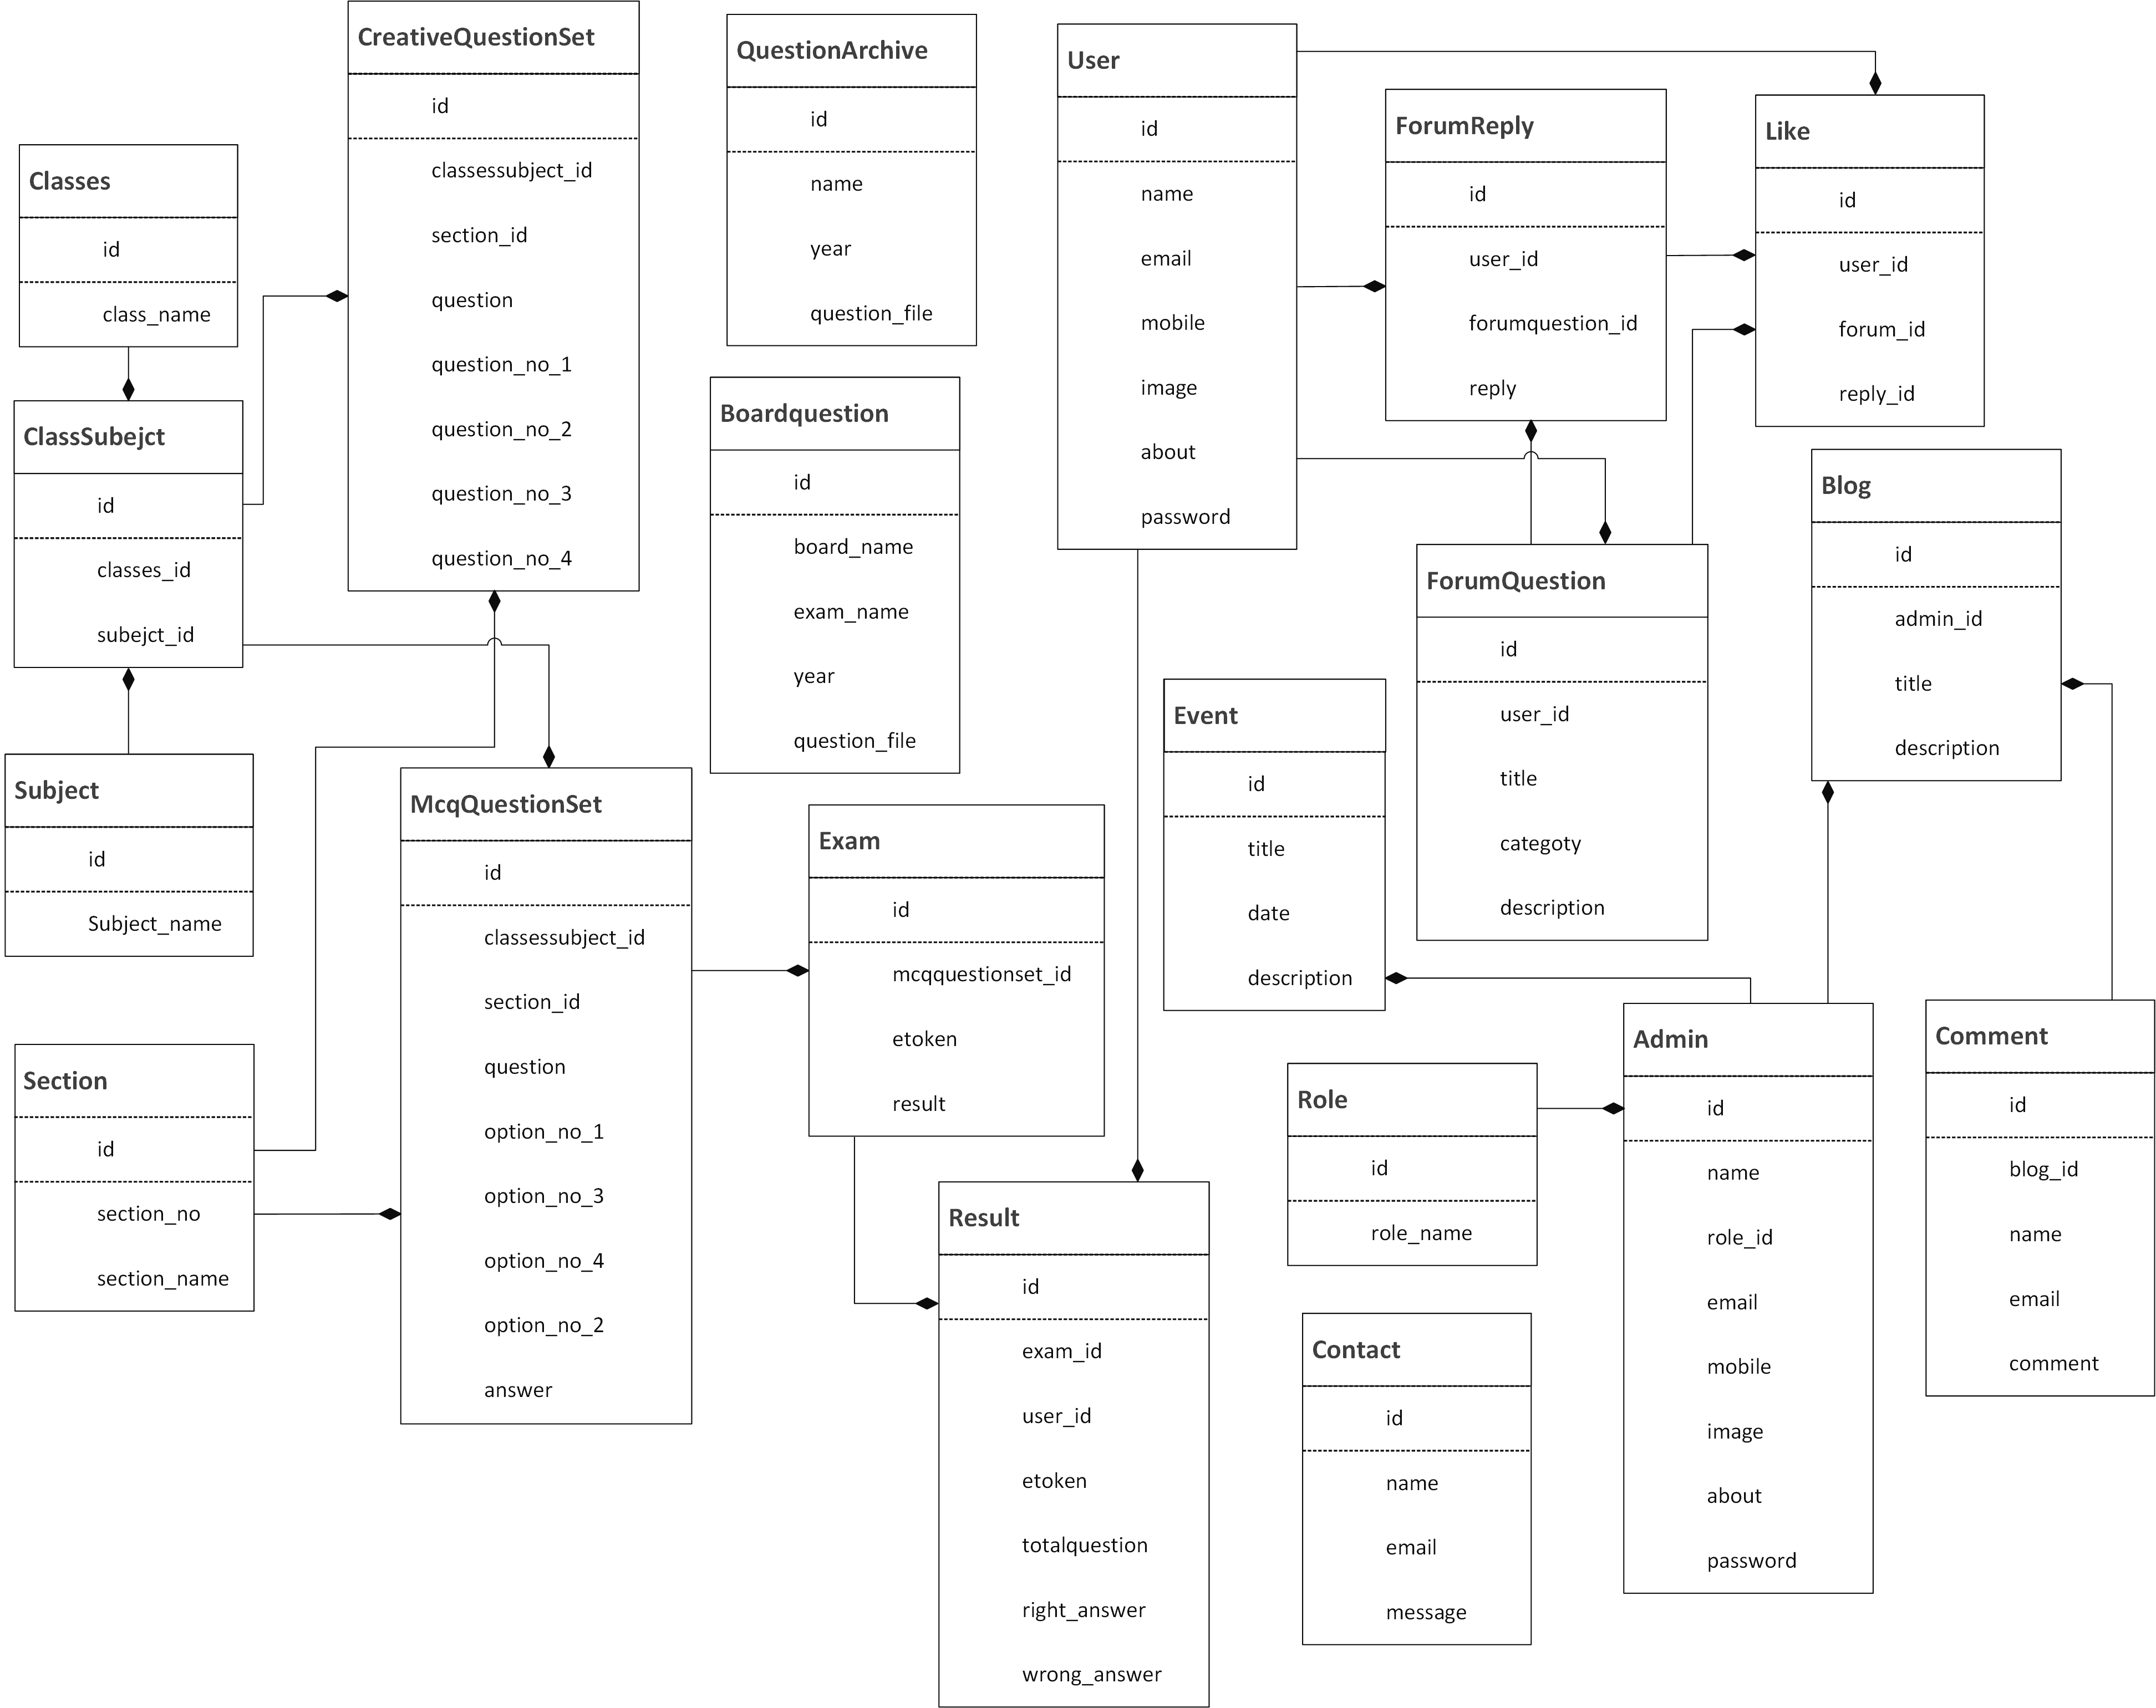 CreativeQuestionSet
id
classessubject_id
section_id
question
question_no_1
question_no_2
question_no_3
question_no_4
QuestionArchive
id
name
year
question_file
User
id
name
email
mobile
image
about
password
ForumReply
id
user_id
forumquestion_id
reply
Like
id
user_id
forum_id
reply_id
Classes
id
class_name
ClassSubejct
id
classes_id
subejct_id
Boardquestion
id
board_name
exam_name
year
question_file
Blog
id
admin_id
title
description
ForumQuestion
id
user_id
title
categoty
description
Event
id
title
date
description
Subject
id
Subject_name
McqQuestionSet
id
classessubject_id
section_id
question
option_no_1
option_no_3
option_no_4
option_no_2
answer
Exam
id
mcqquestionset_id
etoken
result
Section
id
section_no
section_name
Result
id
exam_id
user_id
etoken
totalquestion
right_answer
wrong_answer
Role
id
role_name
Contact
id
name
email
message
Admin
id
name
role_id
email
mobile
image
about
password
Comment
id
blog_id
name
email
comment